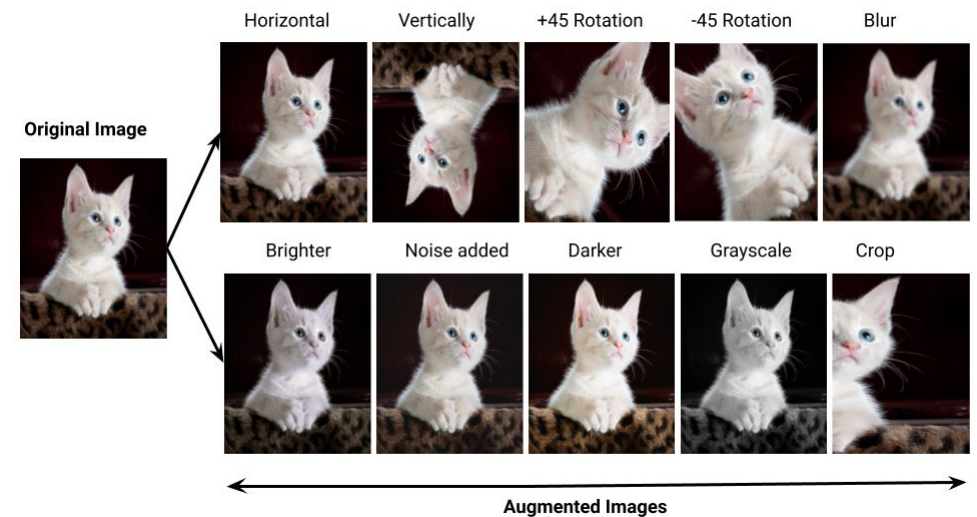 Horizontal Vertically +45 Rotation -45 Rotation Blur
Original Image
Brighter Noise added Darker Grayscale Crop
Augmented Images